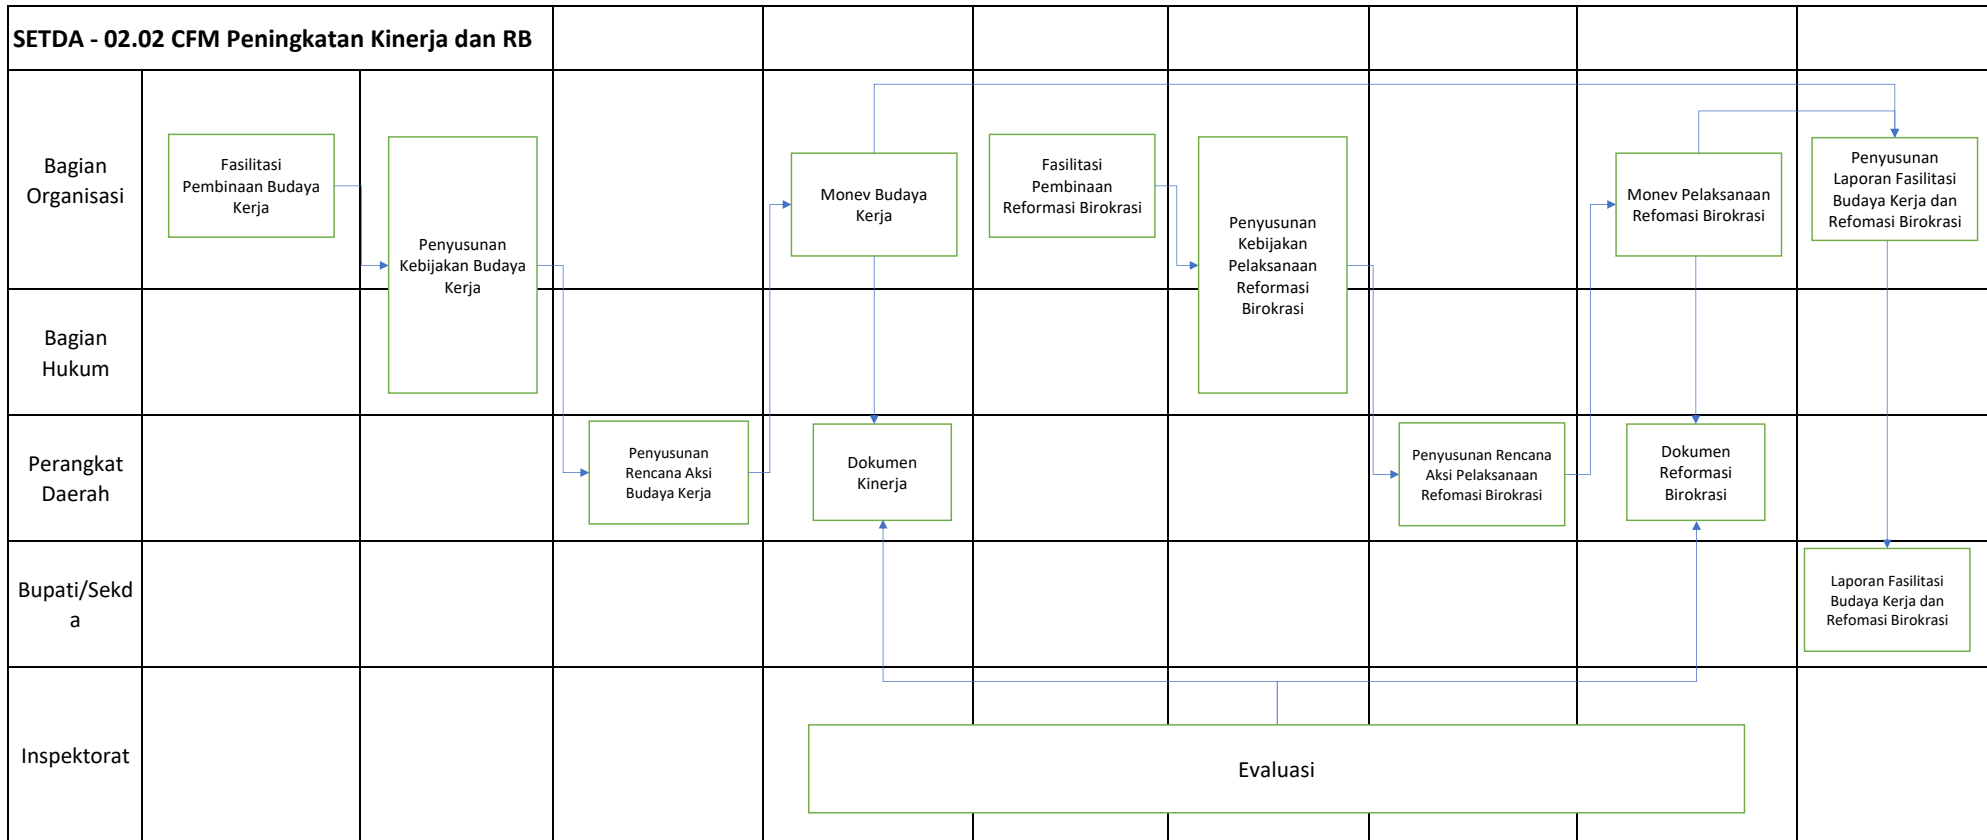 SETDA - 02.02 CFM Peningkatan Kinerja dan RB
Bagian
Organisasi
Fasilitasi
Pembinaan Budaya
Kerja
Penyusunan
Kebijakan Budaya
Kerja
Monev Budaya
Kerja
Fasilitasi
Pembinaan
Reformasi Birokrasi
Penyusunan
Kebijakan
Pelaksanaan
Reformasi
Birokrasi
Monev Pelaksanaan
Refomasi Birokrasi
Penyusunan
Laporan Fasilitasi
Budaya Kerja dan
Refomasi Birokrasi
Bagian
Hukum
Perangkat
Daerah
Penyusunan
Rencana Aksi
Budaya Kerja
Dokumen
Kinerja
Penyusunan Rencana
Aksi Pelaksanaan
Refomasi Birokrasi
Dokumen
Reformasi
Birokrasi
Bupati/Sekd
a
Laporan Fasilitasi
Budaya Kerja dan
Refomasi Birokrasi
Inspektorat
Evaluasi